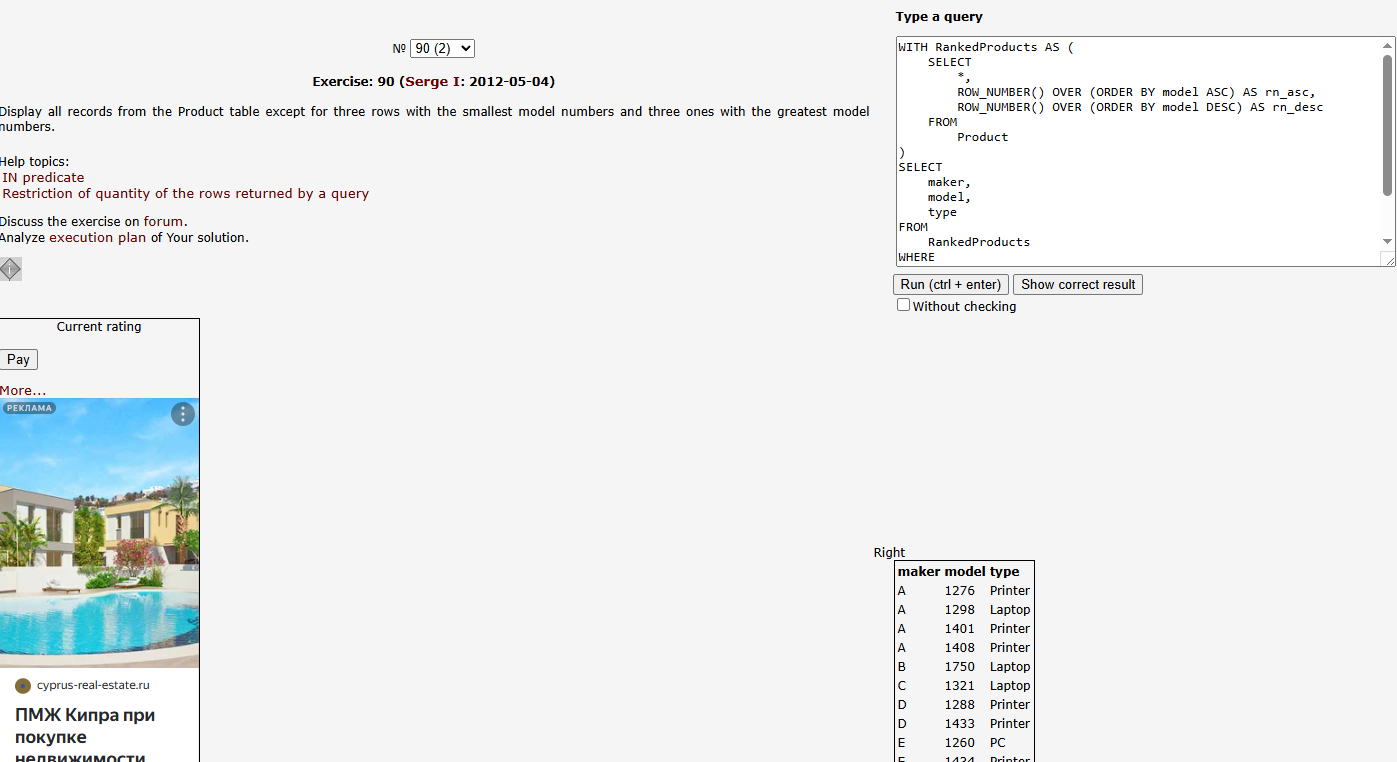 № 90 (2)
Exercise: 90 (Serge I: 2012-05-04)
Display all records from the Product table except for three rows with the smallest model numbers and three ones with the greatest model
numbers.
Help topics:
IN predicate
Restriction of quantity of the rows returned by a query
Discuss the exercise on forum.
Analyze execution plan of Your solution.
Current rating
Pay
More...
РЕКЛАМА
cyprus-real-estate.ru
ПМЖ Кипра при
покупке
недвижимости
Type a query
WITH RankedProducts AS (
    SELECT
        *,
        ROW_NUMBER() OVER (ORDER BY model ASC) AS rn_asc,
        ROW_NUMBER() OVER (ORDER BY model DESC) AS rn_desc
    FROM
        Product
)
SELECT
    maker,
    model,
    type
FROM
    RankedProducts
WHERE
Run (ctrl + enter) Show correct result
Without checking
Right
maker model type
A 1276 Printer
A 1298 Laptop
A 1401 Printer
A 1408 Printer
B 1750 Laptop
C 1321 Laptop
D 1288 Printer
D 1433 Printer
E 1260 PC
E 1434 Printer